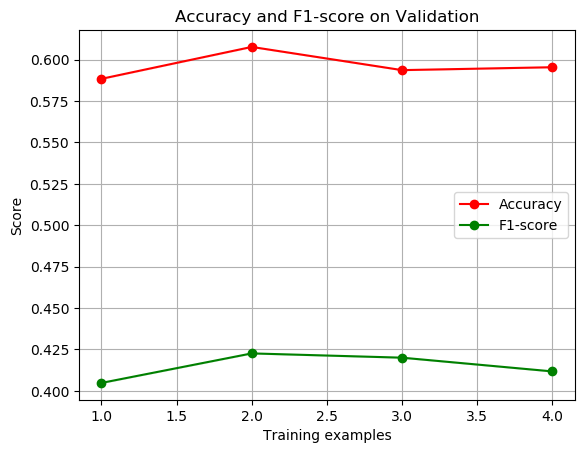 Accuracy and F1-score on Validation
0.600
0.575
0.550
0.525
0.500
0.475
0.450
0.425
0.400
Score
Accuracy
F1-score
1.0 1.5 2.0 2.5 3.0 3.5 4.0
Training examples